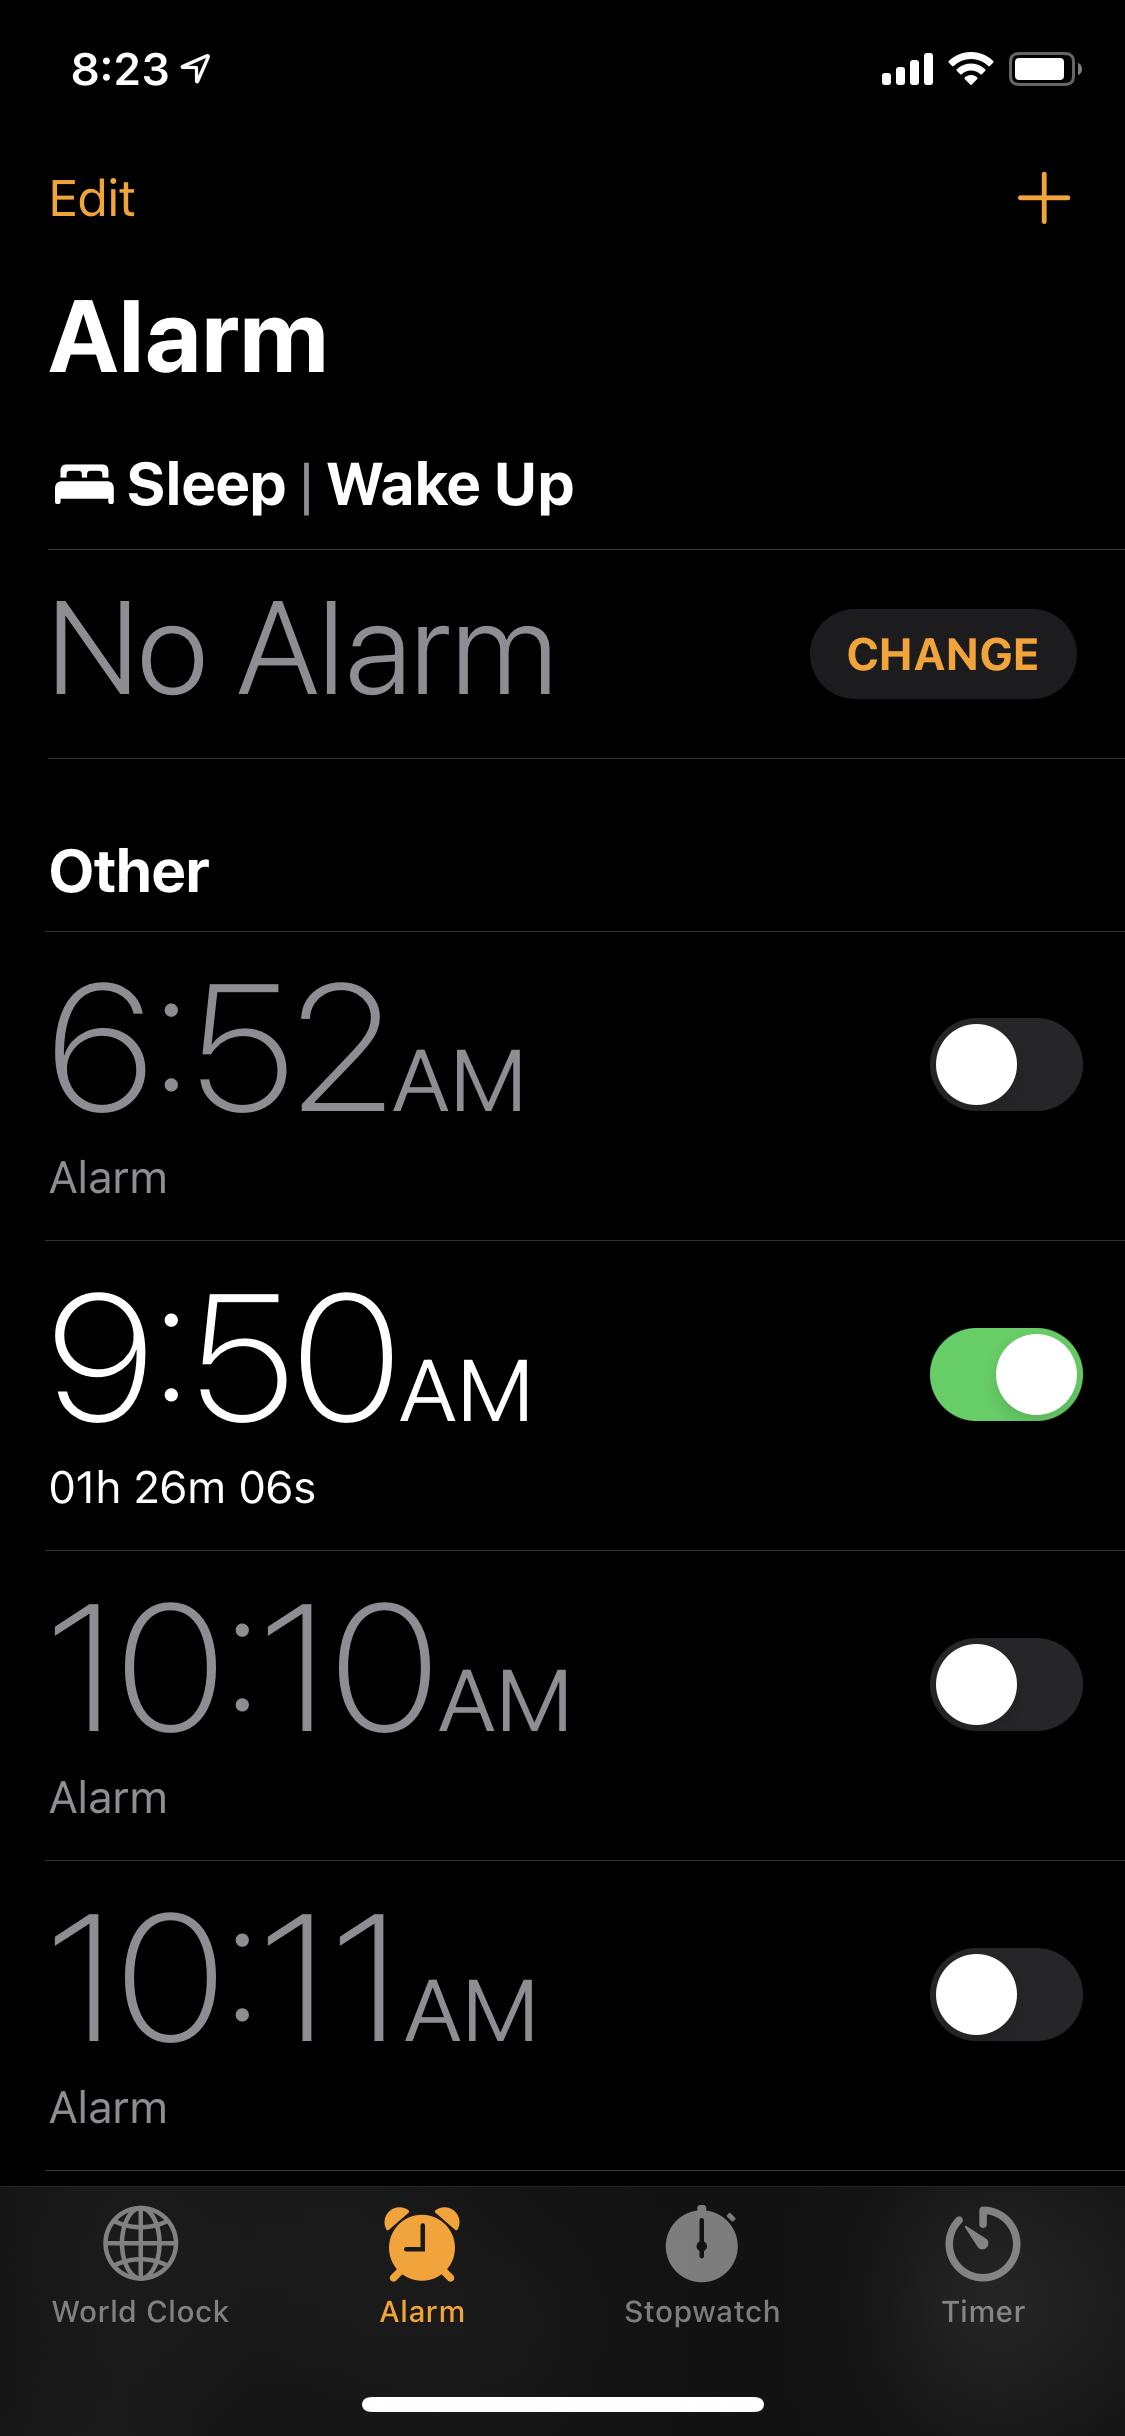 8:23
Edit
Alarm
Sleep | Wake Up
No Alarm
CHANGE
Other
6:52AM
Alarm
9:50AM
01h 26m 06s
10:10AM
Alarm
10:11AM
Alarm
World Clock
Alarm
Stopwatch
Timer